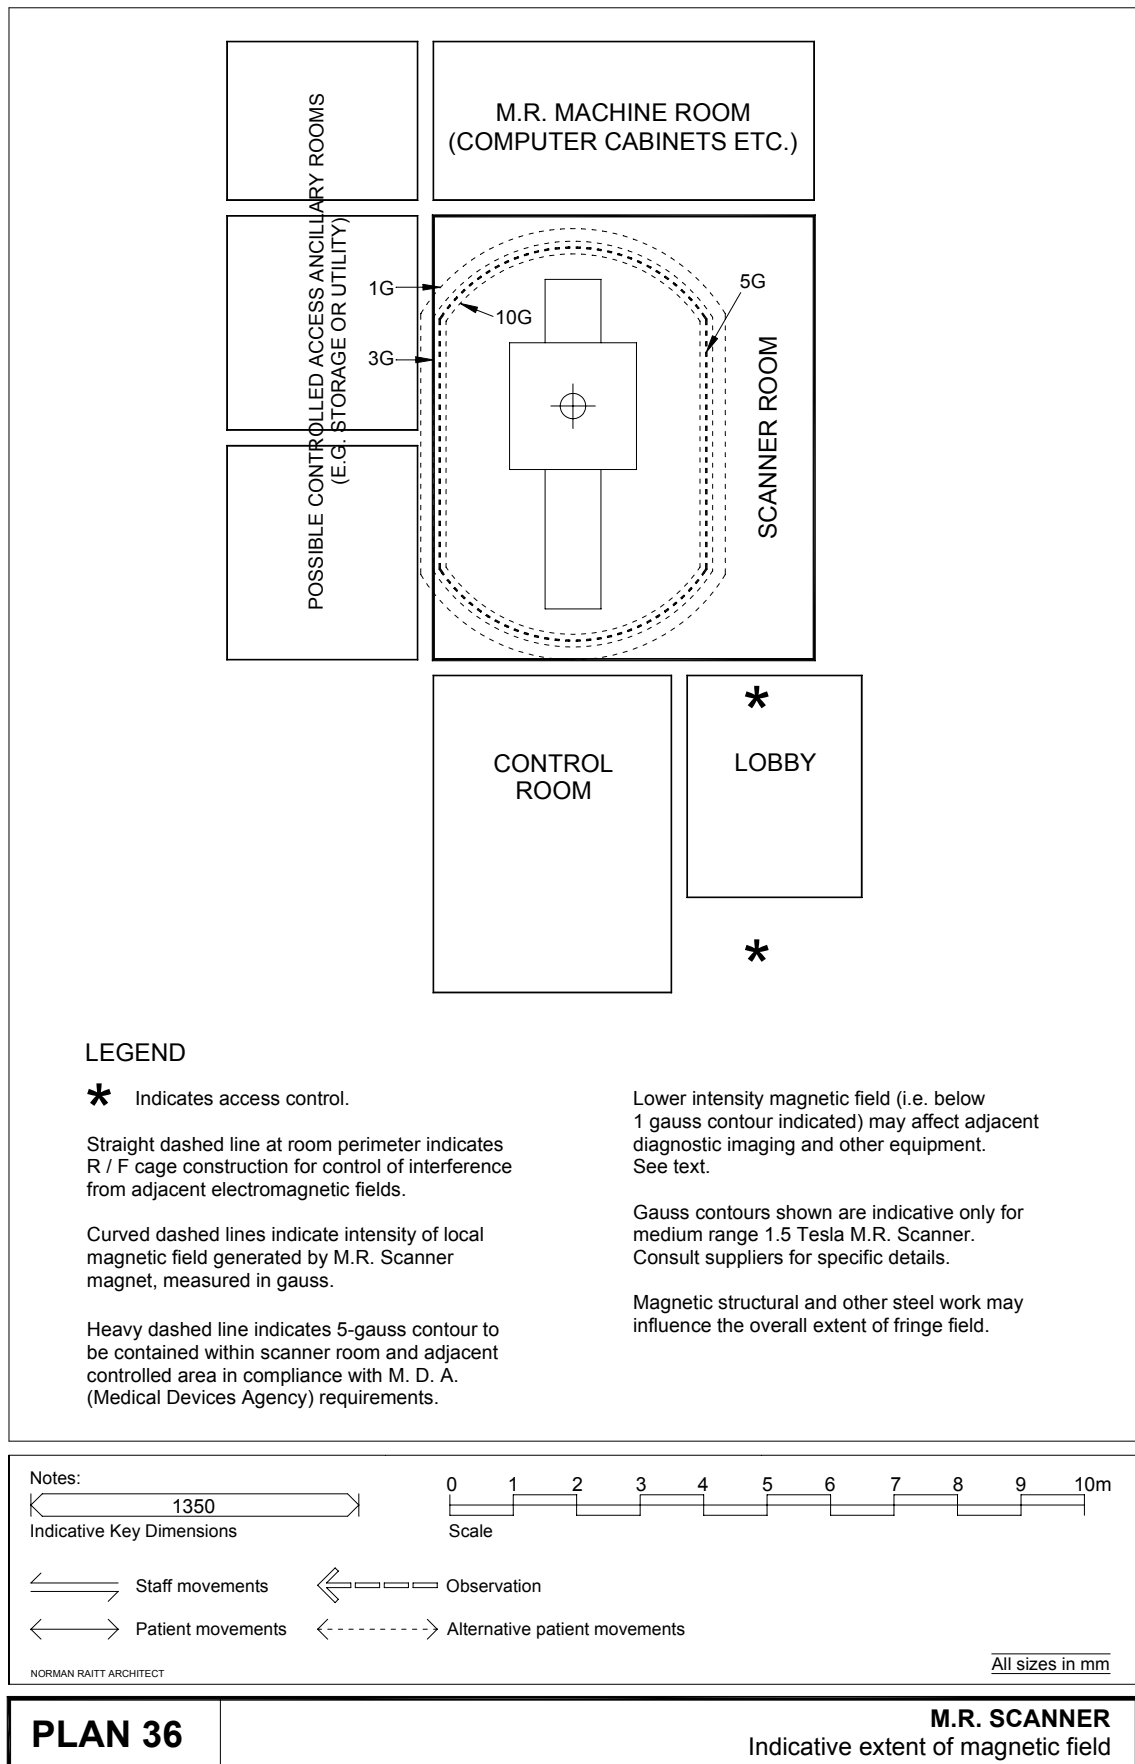 M.R. MACHINE ROOM
(COMPUTER CABINETS ETC.)
POSSIBLE CONTROLLED ACCESS ANCILLARY ROOMS
(E.G. STORAGE OR UTILITY)
1G
10G
3G
5G
SCANNER ROOM
CONTROL
ROOM
*
LOBBY
*
LEGEND
* Indicates access control.
Straight dashed line at room perimeter indicates
R / F cage construction for control of interference
from adjacent electromagnetic fields.
Curved dashed lines indicate intensity of local
magnetic field generated by M.R. Scanner
magnet, measured in gauss.
Heavy dashed line indicates 5-gauss contour to
be contained within scanner room and adjacent
controlled area in compliance with M. D. A.
(Medical Devices Agency) requirements.
Lower intensity magnetic field (i.e. below
1 gauss contour indicated) may affect adjacent
diagnostic imaging and other equipment.
See text.
Gauss contours shown are indicative only for
medium range 1.5 Tesla M.R. Scanner.
Consult suppliers for specific details.
Magnetic structural and other steel work may
influence the overall extent of fringe field.
Notes:
1350
Indicative Key Dimensions
0 1 2 3 4 5 6 7 8 9 10m
Scale
Staff movements
Observation
Patient movements
Alternative patient movements
NORMAN RAITT ARCHITECT
All sizes in mm
PLAN 36
M.R. SCANNER
Indicative extent of magnetic field